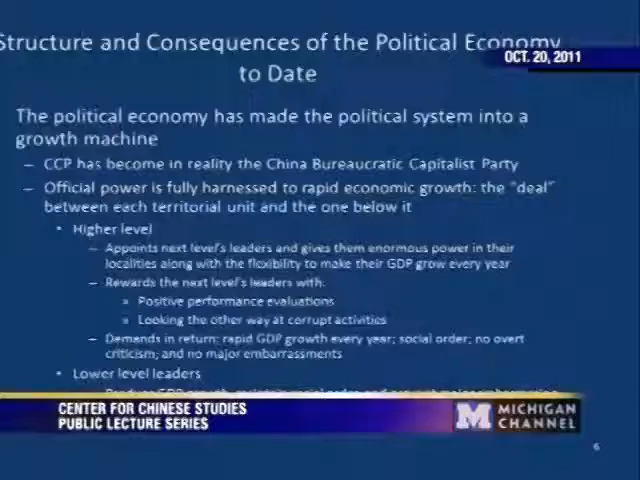 Structure and Consequences of the Political Economy
to Date
OCT. 20, 2011
The political economy has made the political system into a
growth machine
– CCP has become in reality the China Bureaucratic Capitalist Party
– Official power is fully harnessed to rapid economic growth: the "deal"
between each territorial unit and the one below it
• Higher level
– Appoints next level's leaders and gives them enormous power in their
localities along with the flexibility to make their GDP grow every year
– Rewards the next level's leaders with:
» Positive performance evaluations
» Looking the other way at corrupt activities
– Demands in return: rapid GDP growth every year; social order; no overt
criticism; and no major embarrassments
• Lower level leaders
CENTER FOR CHINESE STUDIES
PUBLIC LECTURE SERIES
M MICHIGAN
CHANNEL
6